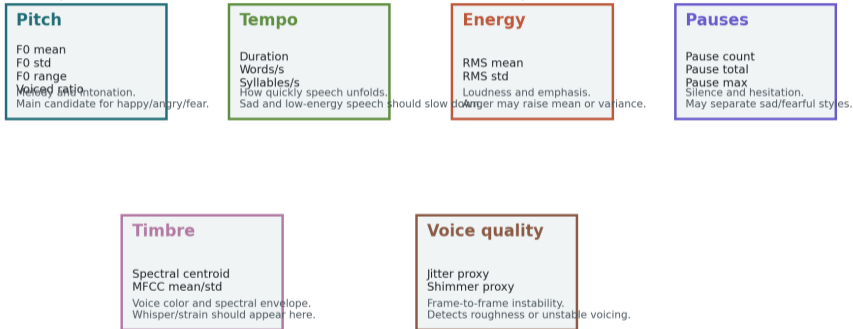 Pitch
F0 mean
F0 std
F0 range
Voiced ratio
Melody and intonation.
Main candidate for happy/angry/fear.
Tempo
Duration
Words/s
Syllables/s
How quickly speech unfolds.
Sad and low-energy speech should slow down.
Energy
RMS mean
RMS std
Loudness and emphasis.
Anger may raise mean or variance.
Pauses
Pause count
Pause total
Pause max
Silence and hesitation.
May separate sad/fearful styles.
Timbre
Spectral centroid
MFCC mean/std
Voice color and spectral envelope.
Whisper/strain should appear here.
Voice quality
Jitter proxy
Shimmer proxy
Frame-to-frame instability.
Detects roughness or unstable voicing.